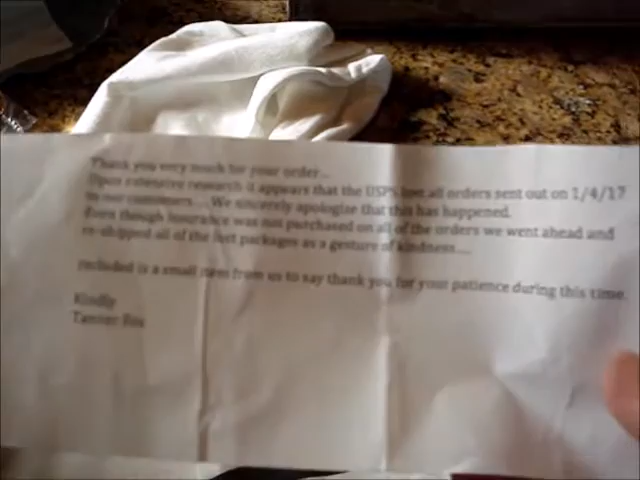 Thank you very much for your order...
Upon extensive research it appears that the USPS lost all orders sent out on 1/4/17
to our customers..... We sincerely apologize that this has happened.
Even though insurance was not purchased on all of the orders we went ahead and
re-shipped all of the lost packages as a gesture of kindness....
Included is a small item from us to say thank you for your patience during this time.
Kindly
Tanner Fox